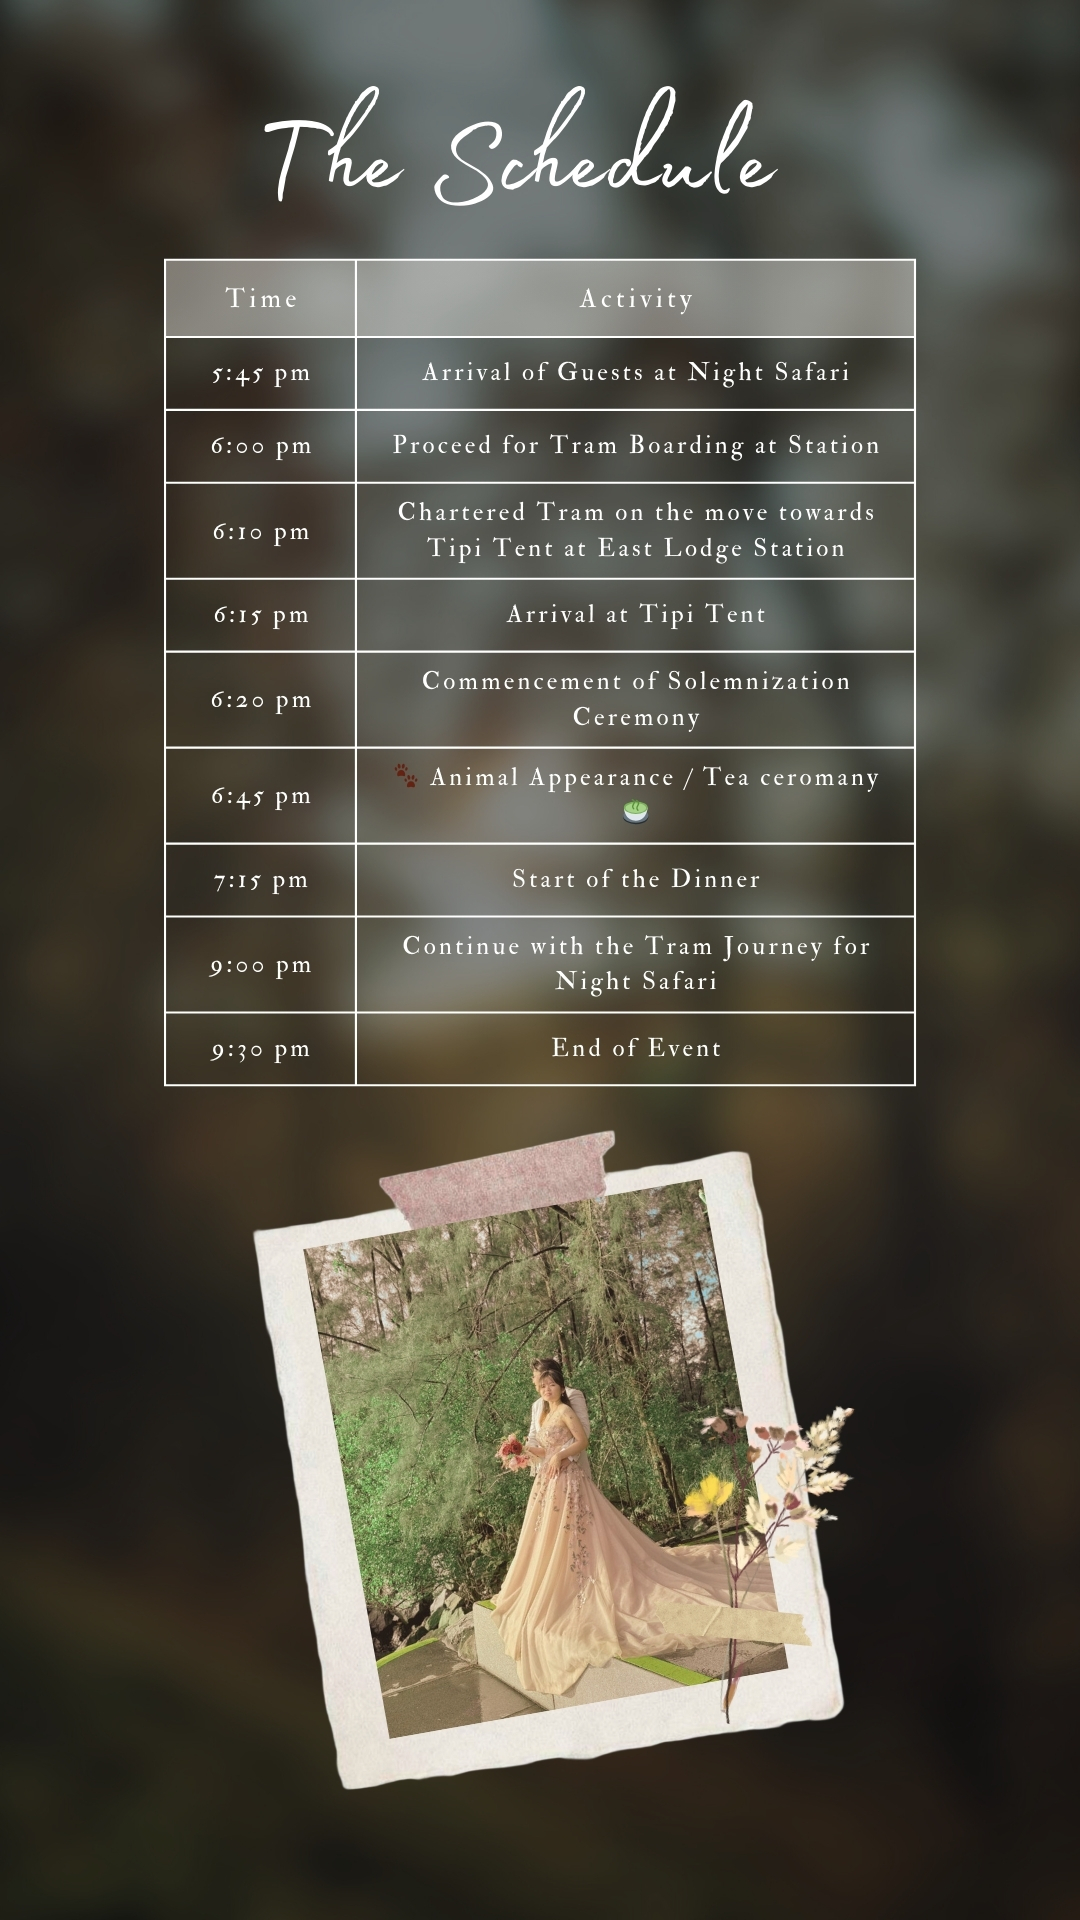 The Schedule
Time Activity
5:45 pm Arrival of Guests at Night Safari
6:00 pm Proceed for Tram Boarding at Station
6:10 pm Chartered Tram on the move towards
Tipi Tent at East Lodge Station
6:15 pm Arrival at Tipi Tent
6:20 pm Commencement of Solemnization
Ceremony
6:45 pm 🐾 Animal Appearance / Tea ceromany
🍵
7:15 pm Start of the Dinner
9:00 pm Continue with the Tram Journey for
Night Safari
9:30 pm End of Event